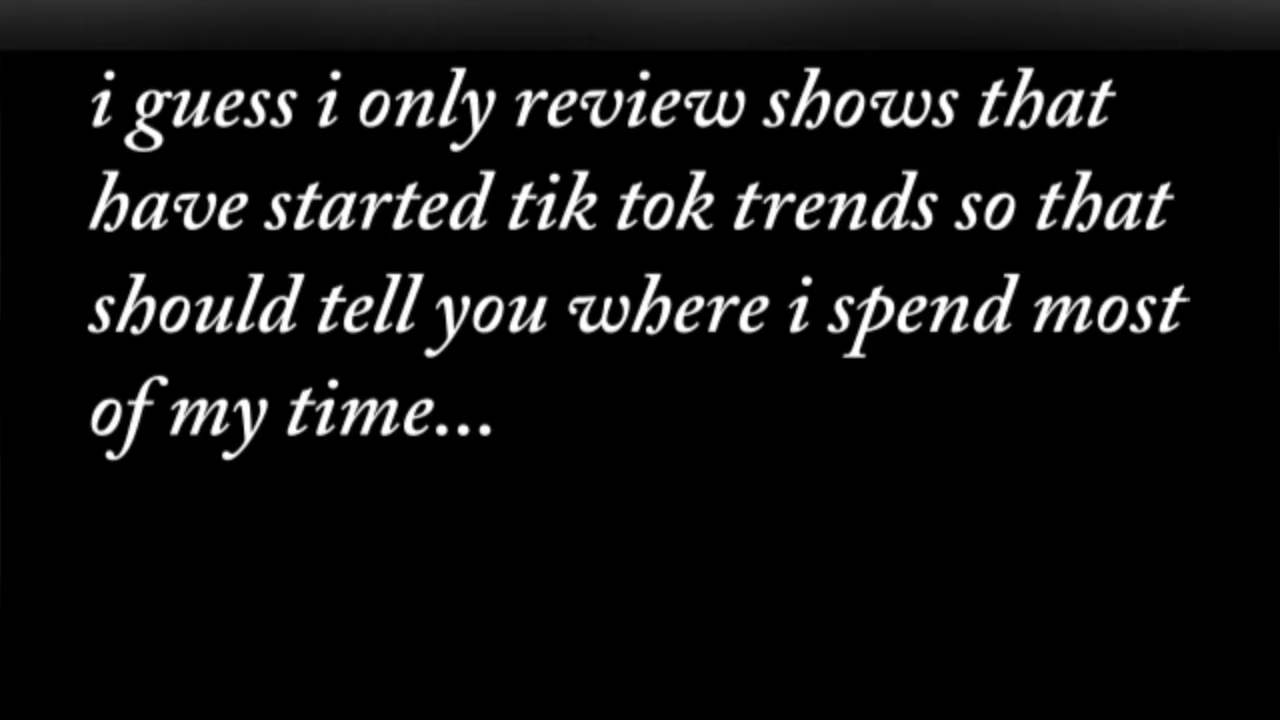 i guess i only review shows that
have started tik tok trends so that
should tell you where i spend most
of my time...